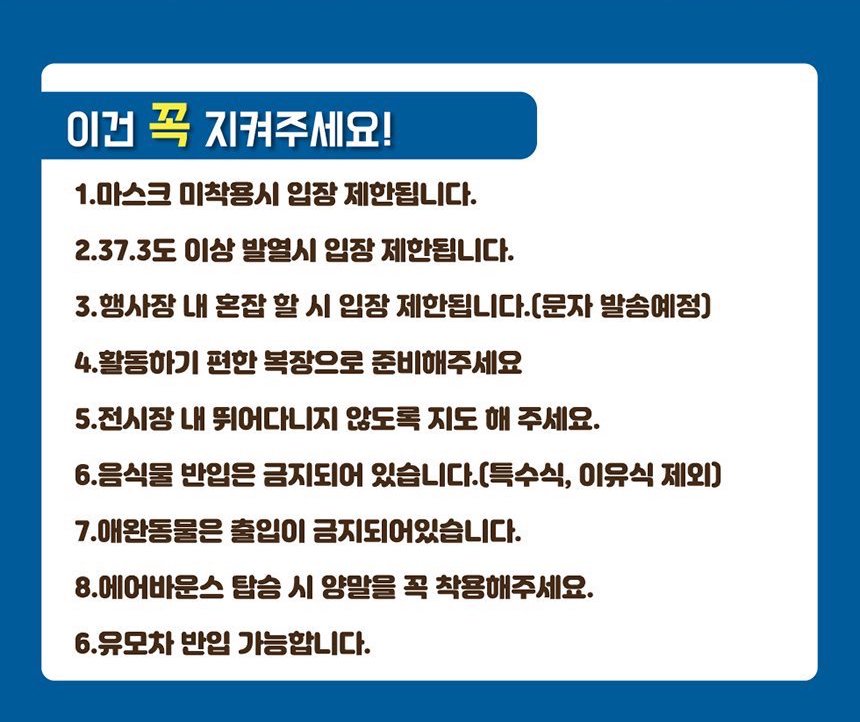 이건 꼭 지켜주세요!
1.마스크 미착용시 입장 제한됩니다.
2.37.3도 이상 발열시 입장 제한됩니다.
3.행사장 내 혼잡 할 시 입장 제한됩니다.(문자 발송예정)
4.활동하기 편한 복장으로 준비해주세요
5.전시장 내 뛰어다니지 않도록 지도 해 주세요.
6.음식물 반입은 금지되어 있습니다.(특수식, 이유식 제외)
7.애완동물은 출입이 금지되어있습니다.
8.에어바운스 탑승 시 양말을 꼭 착용해주세요.
6.유모차 반입 가능합니다.